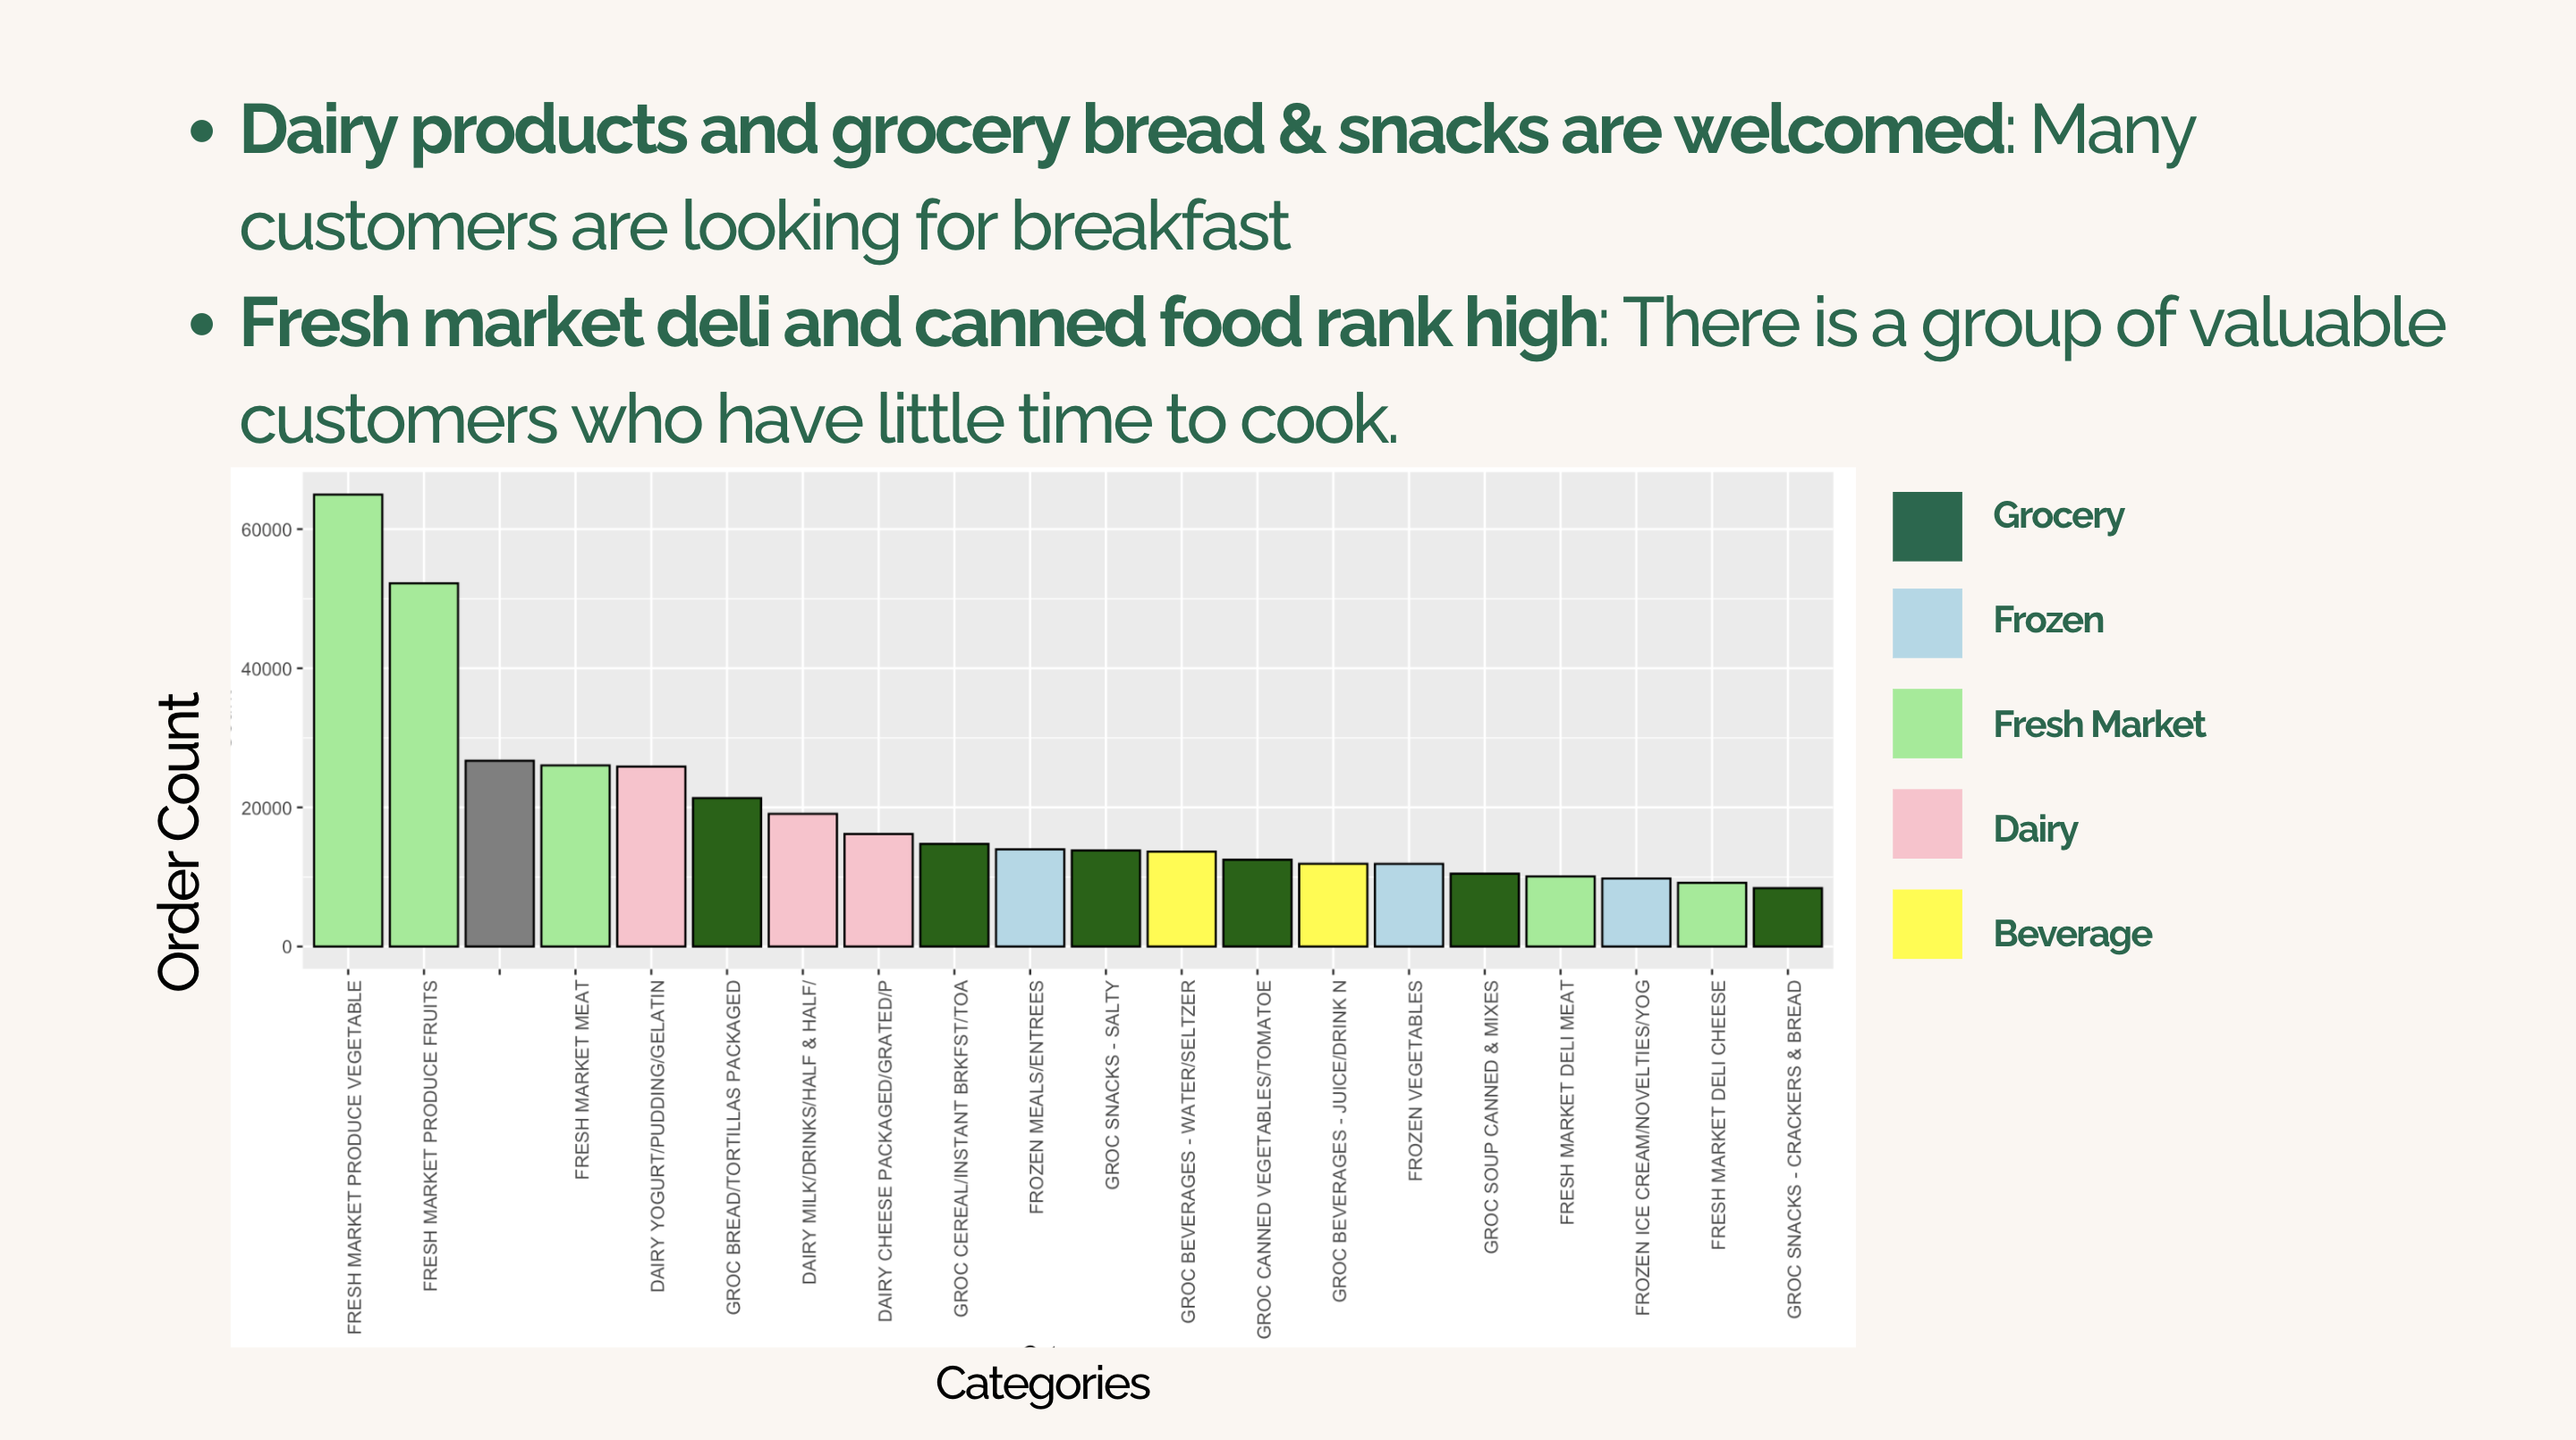 • Dairy products and grocery bread & snacks are welcomed: Many
customers are looking for breakfast
• Fresh market deli and canned food rank high: There is a group of valuable
customers who have little time to cook.
Order Count
60000
40000
20000
0
FRESH MARKET PRODUCE VEGETABLE
FRESH MARKET PRODUCE FRUITS
FRESH MARKET MEAT
DAIRY YOGURT/PUDDING/GELATIN
GROC BREAD/TORTILLAS PACKAGED
DAIRY MILK/DRINKS/HALF & HALF/
DAIRY CHEESE PACKAGED/GRATED/P
GROC CEREAL/INSTANT BRKFST/TOA
FROZEN MEALS/ENTREES
GROC SNACKS - SALTY
GROC BEVERAGES - WATER/SELTZER
GROC CANNED VEGETABLES/TOMATOE
GROC BEVERAGES - JUICE/DRINK N
FROZEN VEGETABLES
GROC SOUP CANNED & MIXES
FRESH MARKET DELI MEAT
FROZEN ICE CREAM/NOVELTIES/YOG
FRESH MARKET DELI CHEESE
GROC SNACKS - CRACKERS & BREAD
Categories
Grocery
Frozen
Fresh Market
Dairy
Beverage